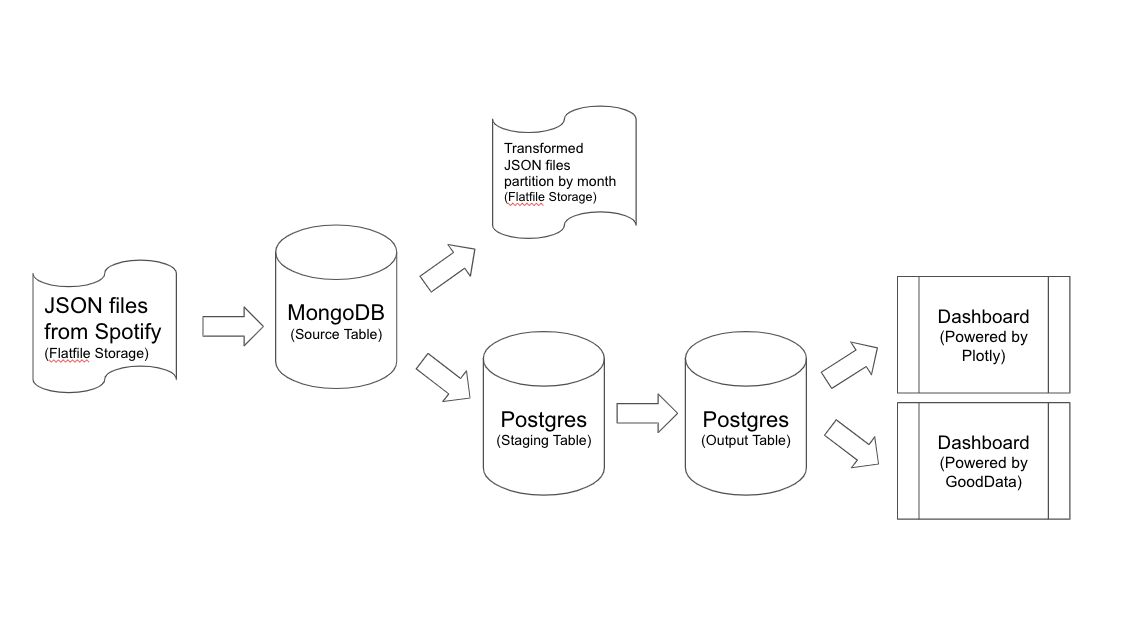 JSON files
from Spotify
(Flatfile Storage)
MongoDB
(Source Table)
Transformed
JSON files
partition by month
(Flatfile Storage)
Postgres
(Staging Table)
Postgres
(Output Table)
Dashboard
(Powered by
Plotly)
Dashboard
(Powered by
GoodData)